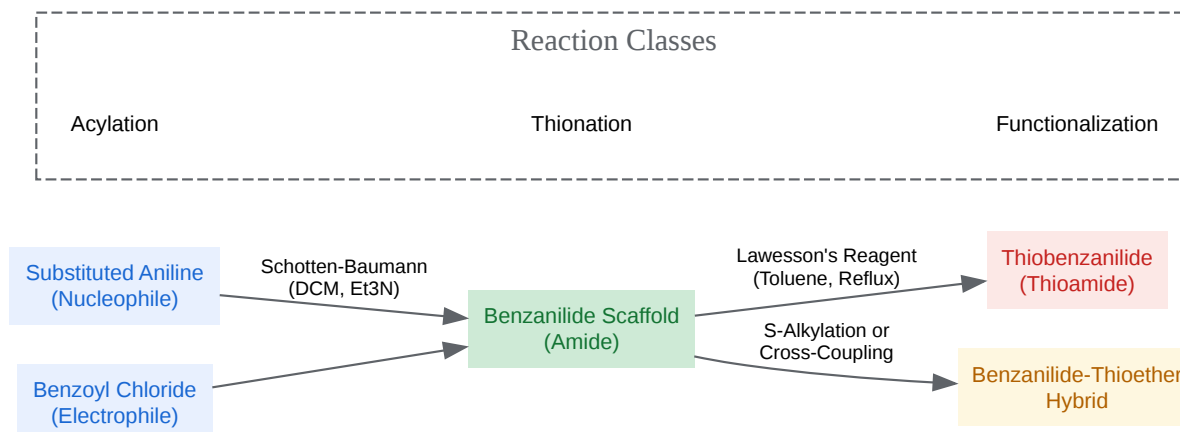 Reaction Classes
Acylation
Thionation
Functionalization
Substituted Aniline
(Nucleophile)
Schotten-Baumann
(DCM, Et3N)
Benzoyl Chloride
(Electrophile)
Benzanilide Scaffold
(Amide)
Lawesson's Reagent
(Toluene, Reflux)
Thiobenzanilide
(Thioamide)
S-Alkylation or
Cross-Coupling
Benzanilide-Thioether
Hybrid